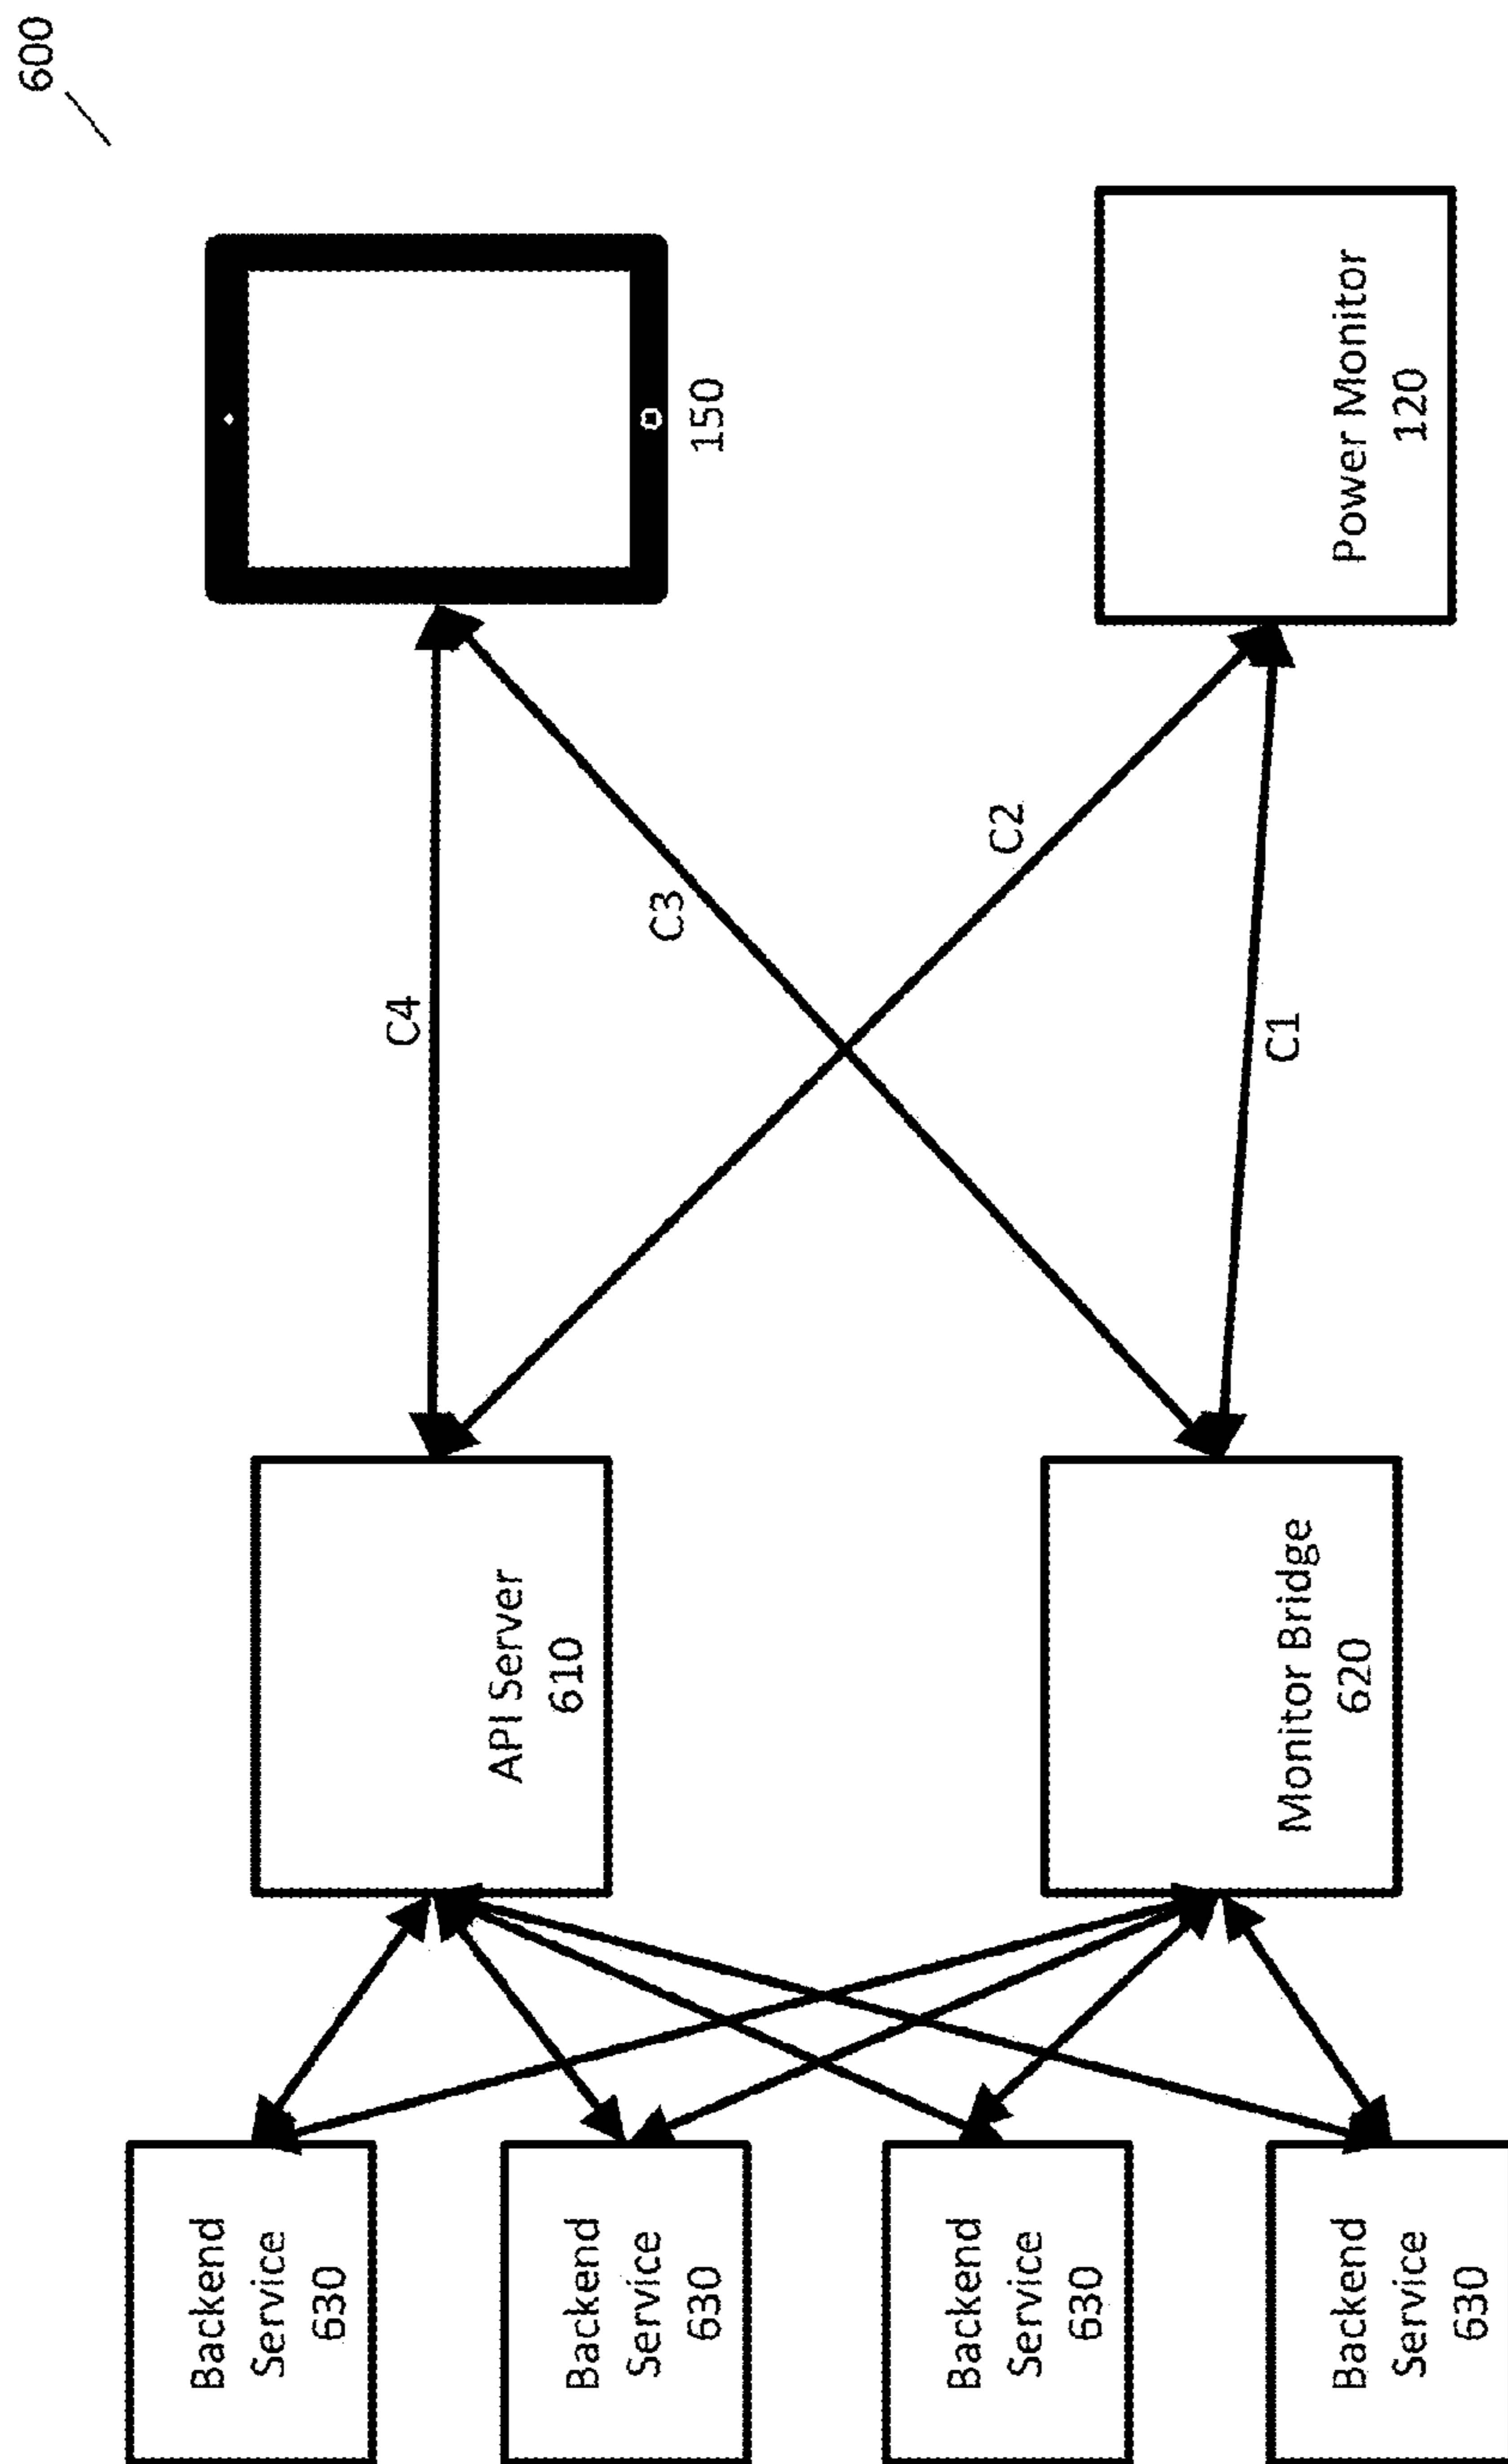 600
Backend
Service
630
Backend
Service
630
Backend
Service
630
Backend
Service
630
API Server
610
Monitor Bridge
620
C4
C3
C2
C1
150
Power Monitor
120